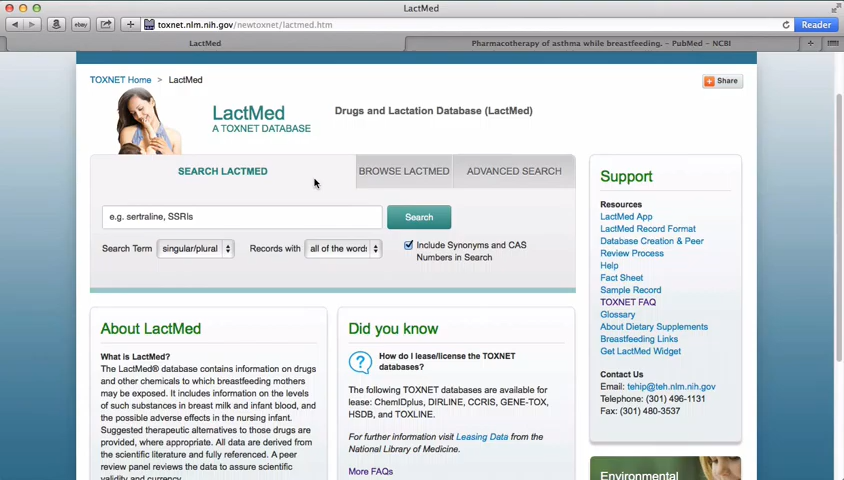 LactMed
toxnet.nlm.nih.gov/newtoxnet/lactmed.htm
Reader
ebay
LactMed
Pharmacotherapy of asthma while breastfeeding. - PubMed - NCBI
TOXNET Home > LactMed
Share
LactMed
A TOXNET DATABASE
Drugs and Lactation Database (LactMed)
SEARCH LACTMED
BROWSE LACTMED
ADVANCED SEARCH
e.g. sertraline, SSRIs
Search
Search Term
singular/plural
Records with
all of the words
Include Synonyms and CAS
Numbers in Search
About LactMed
What is LactMed?
The LactMed® database contains information on drugs
and other chemicals to which breastfeeding mothers
may be exposed. It includes information on the levels
of such substances in breast milk and infant blood, and
the possible adverse effects in the nursing infant.
Suggested therapeutic alternatives to those drugs are
provided, where appropriate. All data are derived from
the scientific literature and fully referenced. A peer
review panel reviews the data to assure scientific
validity and currency.
Did you know
How do I lease/license the TOXNET
databases?
The following TOXNET databases are available for
lease: ChemIDplus, DIRLINE, CCRIS, GENE-TOX,
HSDB, and TOXLINE.
For further information visit Leasing Data from the
National Library of Medicine.
More FAQs
Support
Resources
LactMed App
LactMed Record Format
Database Creation & Peer
Review Process
Help
Fact Sheet
Sample Record
TOXNET FAQ
Glossary
About Dietary Supplements
Breastfeeding Links
Get LactMed Widget
Contact Us
Email: tehip@teh.nlm.nih.gov
Telephone: (301) 496-1131
Fax: (301) 480-3537
Environmental